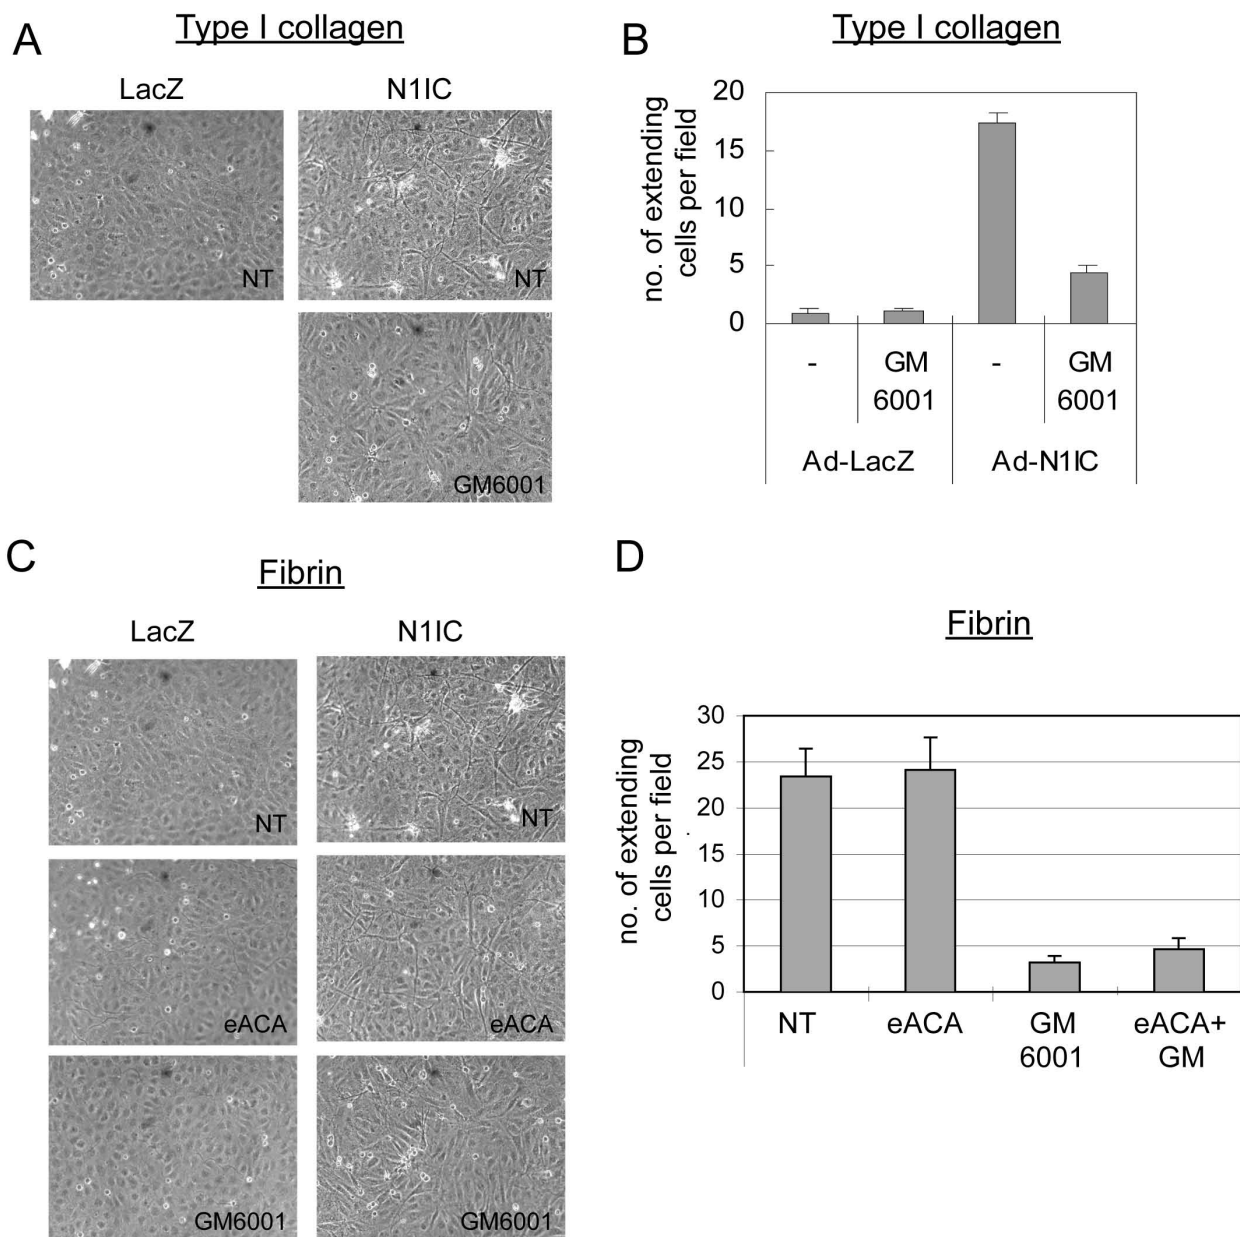 A
Type I collagen
LacZ
N1IC
NT
NT
GM6001
B
Type I collagen
no. of extending
cells per field
20
15
10
5
0
-
GM
6001
-
GM
6001
Ad-LacZ
Ad-N1IC
C
Fibrin
LacZ
N1IC
NT
NT
eACA
eACA
GM6001
GM6001
D
Fibrin
no. of extending
cells per field
30
25
20
15
10
5
0
NT
eACA
GM
6001
eACA+
GM